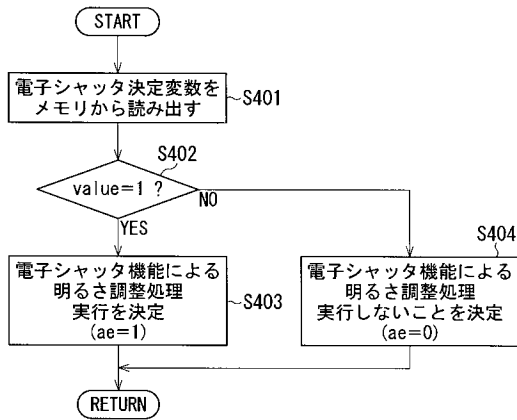 START
電子シャッタ決定変数を
メモリから読み出す
S401
S402
value=1 ?
NO
YES
S404
電子シャッタ機能による
明るさ調整処理
実行を決定
(ae=1)
S403
電子シャッタ機能による
明るさ調整処理
実行しないことを決定
(ae=0)
RETURN